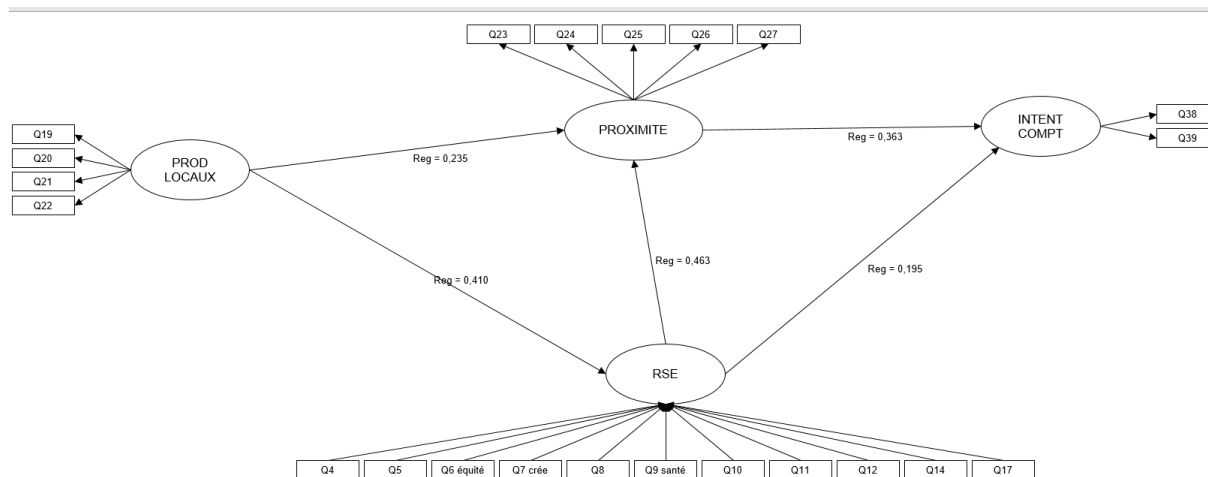 Q23
Q24
Q25
Q26
Q27
Q19
Q20
Q21
Q22
PROD
LOCAUX
PROXIMITE
INTENT
COMPT
Q38
Q39
Reg = 0,235
Reg = 0,363
Reg = 0,410
Reg = 0,463
Reg = 0,195
RSE
Q4
Q5
Q6 équité
Q7 crée
Q8
Q9 santé
Q10
Q11
Q12
Q14
Q17